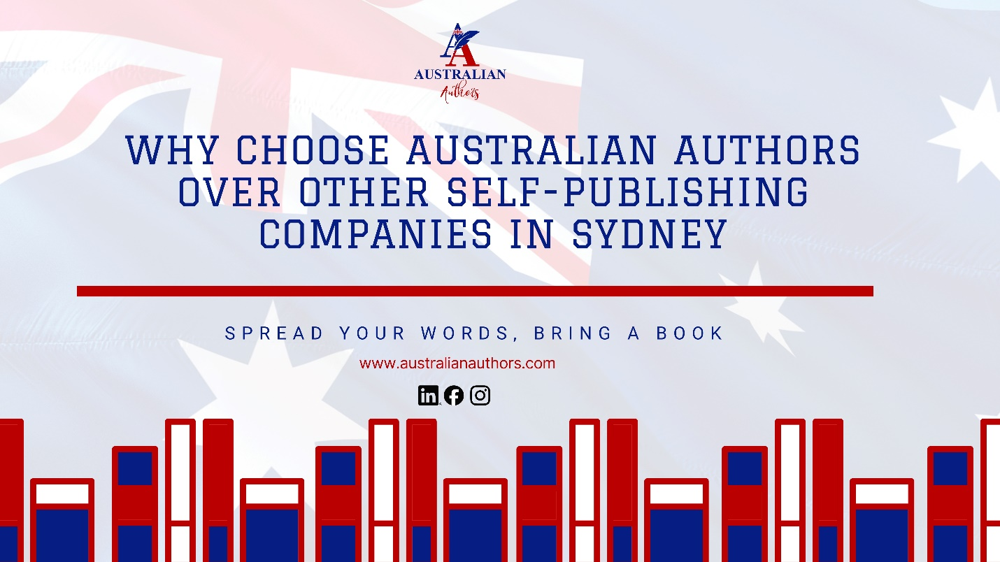 AUSTRALIAN
Authors
WHY CHOOSE AUSTRALIAN AUTHORS
OVER OTHER SELF-PUBLISHING
COMPANIES IN SYDNEY
SPREAD YOUR WORDS, BRING A BOOK
www.australianauthors.com